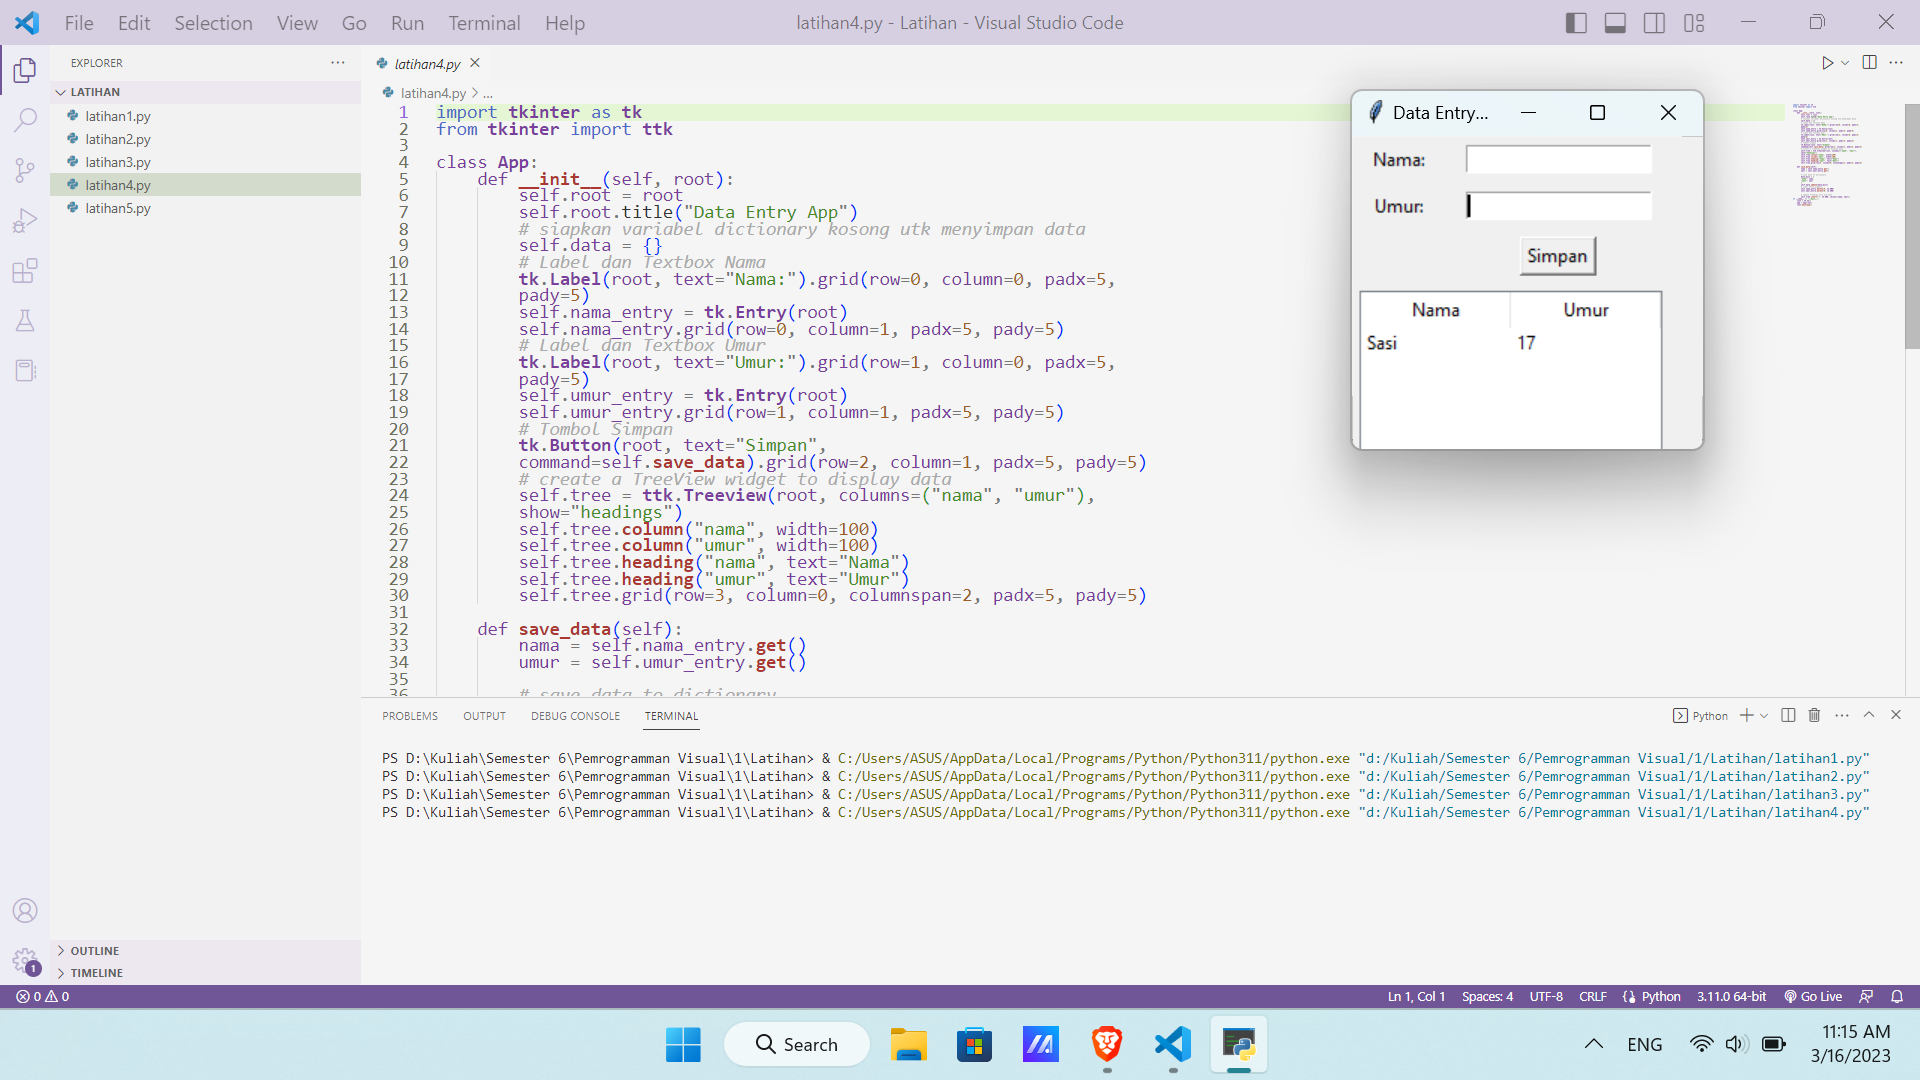 File Edit Selection View Go Run Terminal Help
latihan4.py - Latihan - Visual Studio Code
EXPLORER
LATIHAN
latihan1.py
latihan2.py
latihan3.py
latihan4.py
latihan5.py
OUTLINE
TIMELINE
1
latihan4.py
latihan4.py > ...
1 import tkinter as tk
2 from tkinter import ttk
3
4 class App:
5 def __init__(self, root):
6 self.root = root
7 self.root.title("Data Entry App")
8 # siapkan variabel dictionary kosong utk menyimpan data
9 self.data = {}
10 # Label dan Textbox Nama
11 tk.Label(root, text="Nama:").grid(row=0, column=0, padx=5,
12 pady=5)
13 self.nama_entry = tk.Entry(root)
14 self.nama_entry.grid(row=0, column=1, padx=5, pady=5)
15 # Label dan Textbox Umur
16 tk.Label(root, text="Umur:").grid(row=1, column=0, padx=5,
17 pady=5)
18 self.umur_entry = tk.Entry(root)
19 self.umur_entry.grid(row=1, column=1, padx=5, pady=5)
20 # Tombol Simpan
21 tk.Button(root, text="Simpan",
22 command=self.save_data).grid(row=2, column=1, padx=5, pady=5)
23 # create a TreeView widget to display data
24 self.tree = ttk.Treeview(root, columns=("nama", "umur"),
25 show="headings")
26 self.tree.column("nama", width=100)
27 self.tree.column("umur", width=100)
28 self.tree.heading("nama", text="Nama")
29 self.tree.heading("umur", text="Umur")
30 self.tree.grid(row=3, column=0, columnspan=2, padx=5, pady=5)
31
32 def save_data(self):
33 nama = self.nama_entry.get()
34 umur = self.umur_entry.get()
35
36 # save data to dictionary
Data Entry...
Nama:
Umur:
Simpan
Nama Umur
Sasi 17
PROBLEMS OUTPUT DEBUG CONSOLE TERMINAL
Python
PS D:\Kuliah\Semester 6\Pemrogramman Visual\1\Latihan> & C:/Users/ASUS/AppData/Local/Programs/Python/Python311/python.exe "d:/Kuliah/Semester 6/Pemrogramman Visual/1/Latihan/latihan1.py"
PS D:\Kuliah\Semester 6\Pemrogramman Visual\1\Latihan> & C:/Users/ASUS/AppData/Local/Programs/Python/Python311/python.exe "d:/Kuliah/Semester 6/Pemrogramman Visual/1/Latihan/latihan2.py"
PS D:\Kuliah\Semester 6\Pemrogramman Visual\1\Latihan> & C:/Users/ASUS/AppData/Local/Programs/Python/Python311/python.exe "d:/Kuliah/Semester 6/Pemrogramman Visual/1/Latihan/latihan3.py"
PS D:\Kuliah\Semester 6\Pemrogramman Visual\1\Latihan> & C:/Users/ASUS/AppData/Local/Programs/Python/Python311/python.exe "d:/Kuliah/Semester 6/Pemrogramman Visual/1/Latihan/latihan4.py"
0 0
Ln 1, Col 1 Spaces: 4 UTF-8 CRLF Python 3.11.0 64-bit Go Live
Search
ENG
11:15 AM
3/16/2023